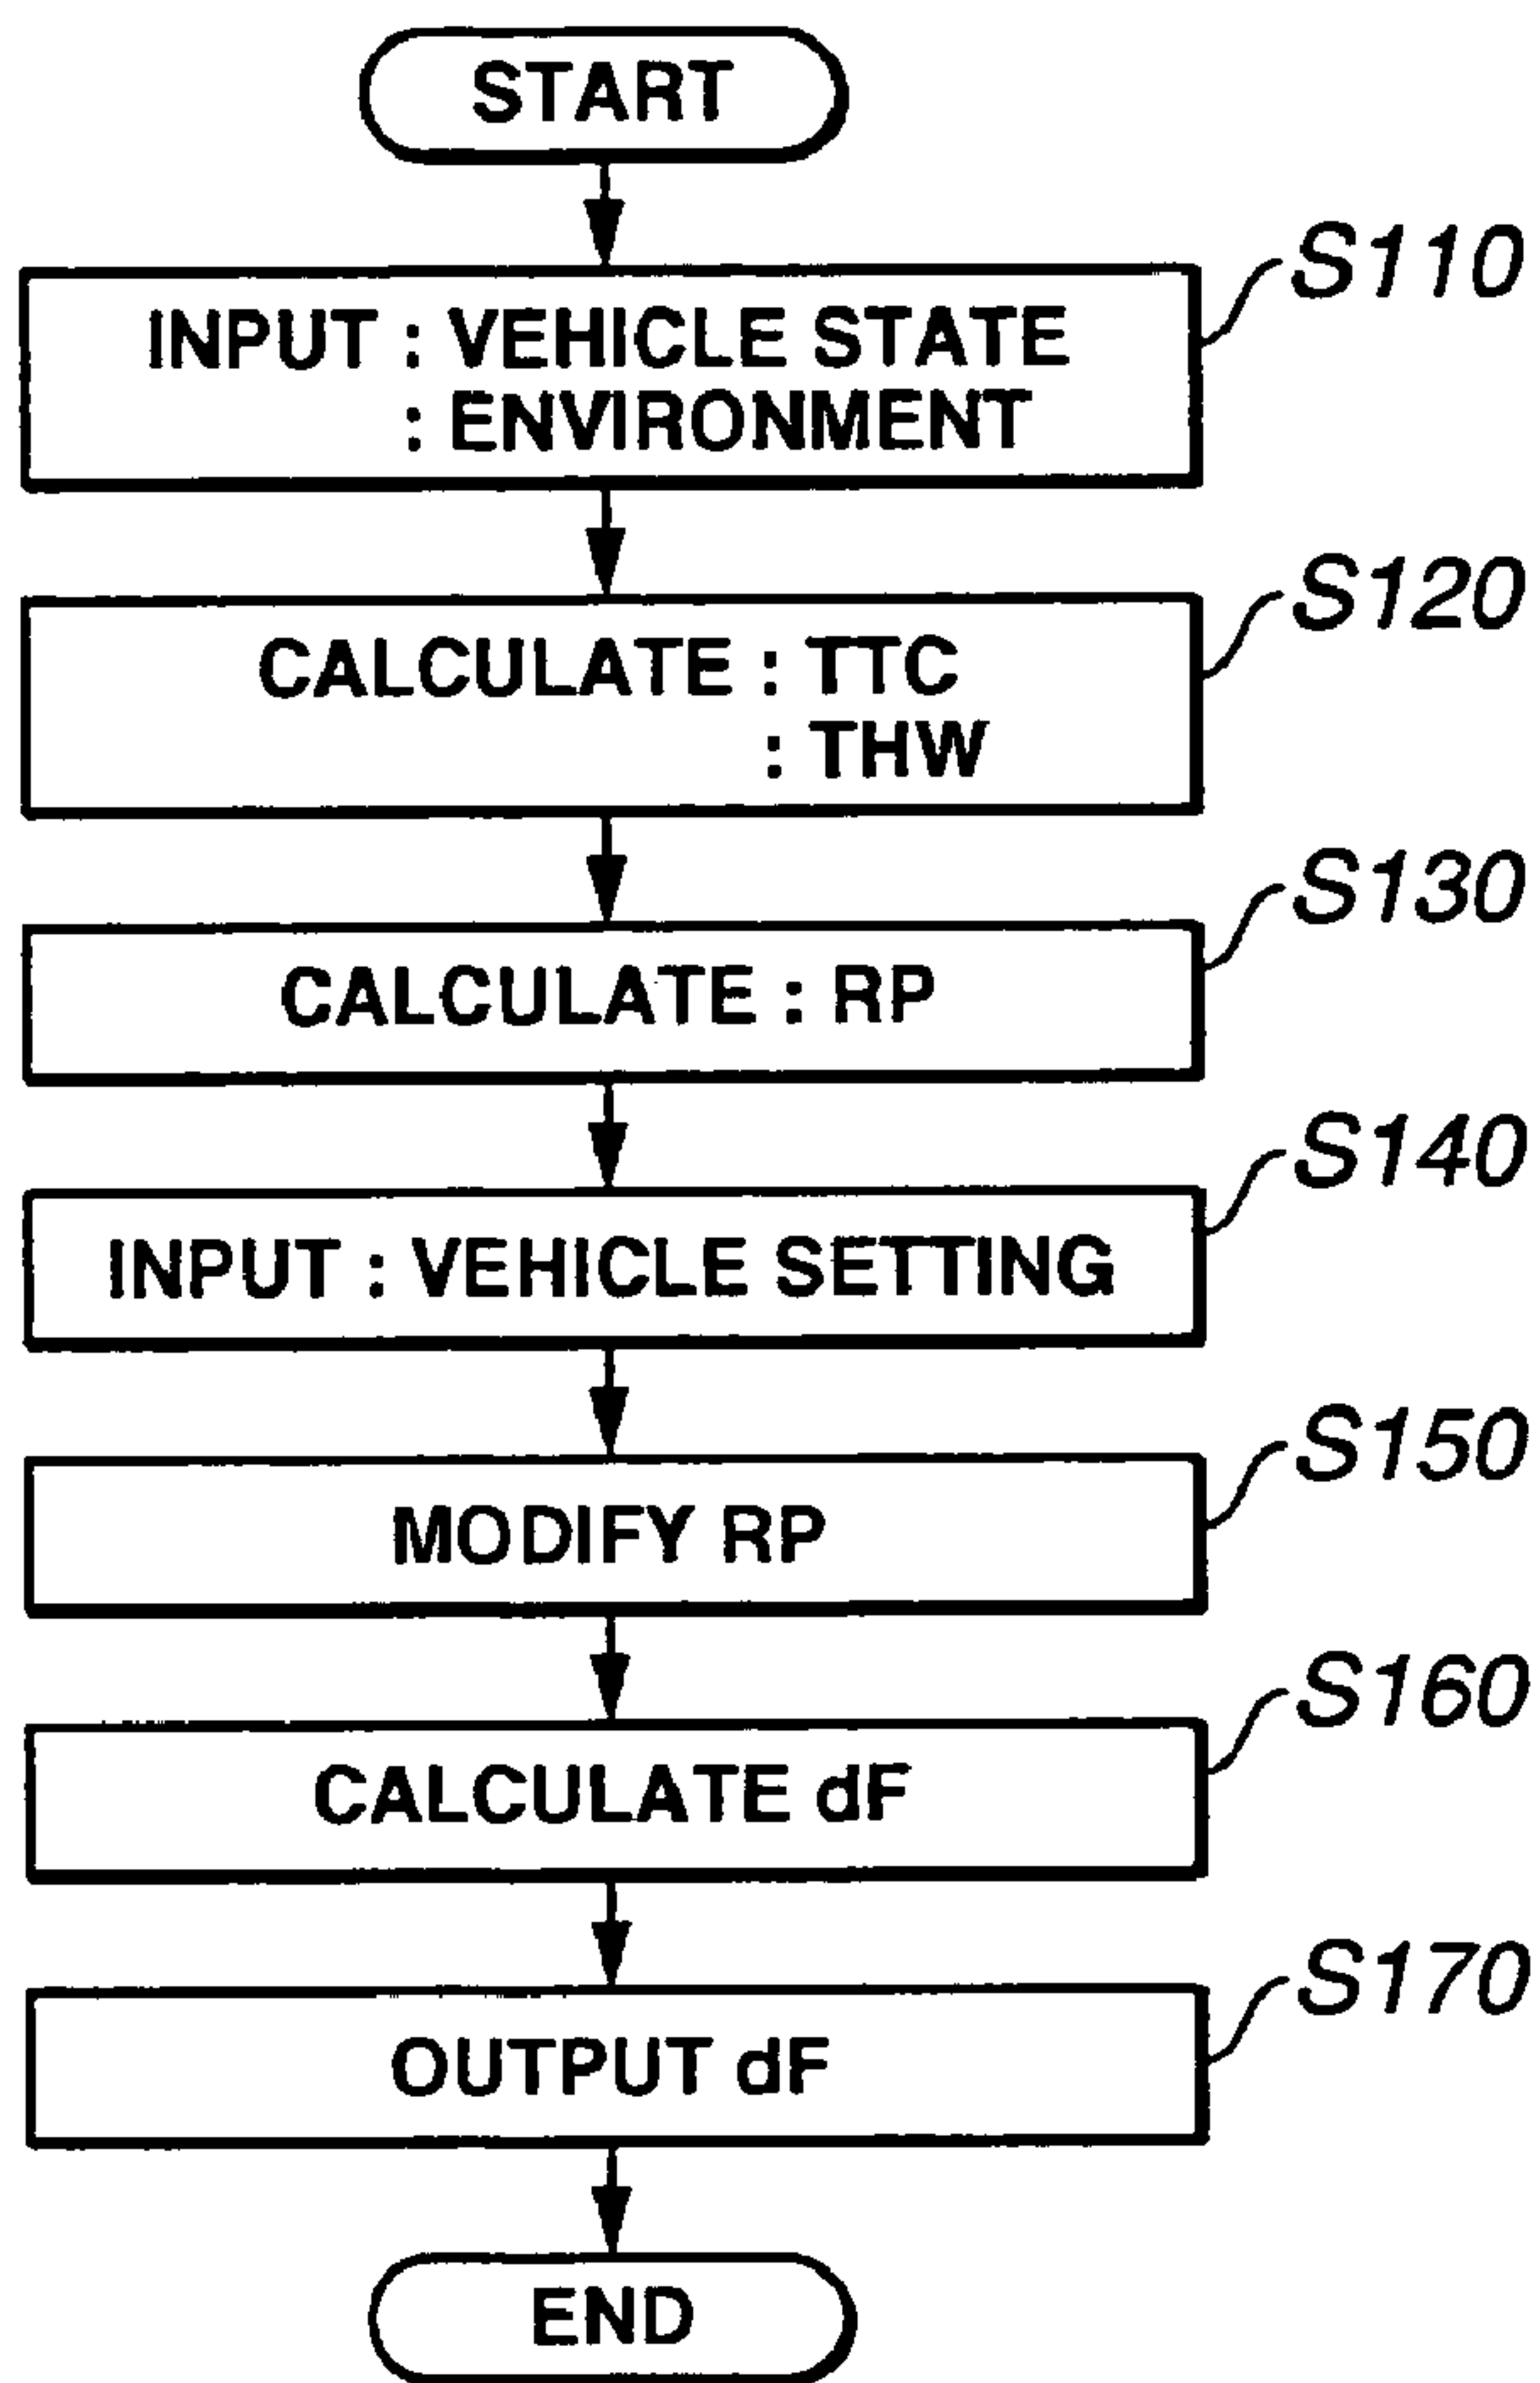 START
S110
INPUT : VEHICLE STATE
: ENVIRONMENT
S120
CALCULATE : TTC
: THW
S130
CALCULATE : RP
S140
INPUT : VEHICLE SETTING
S150
MODIFY RP
S160
CALCULATE dF
S170
OUTPUT dF
END